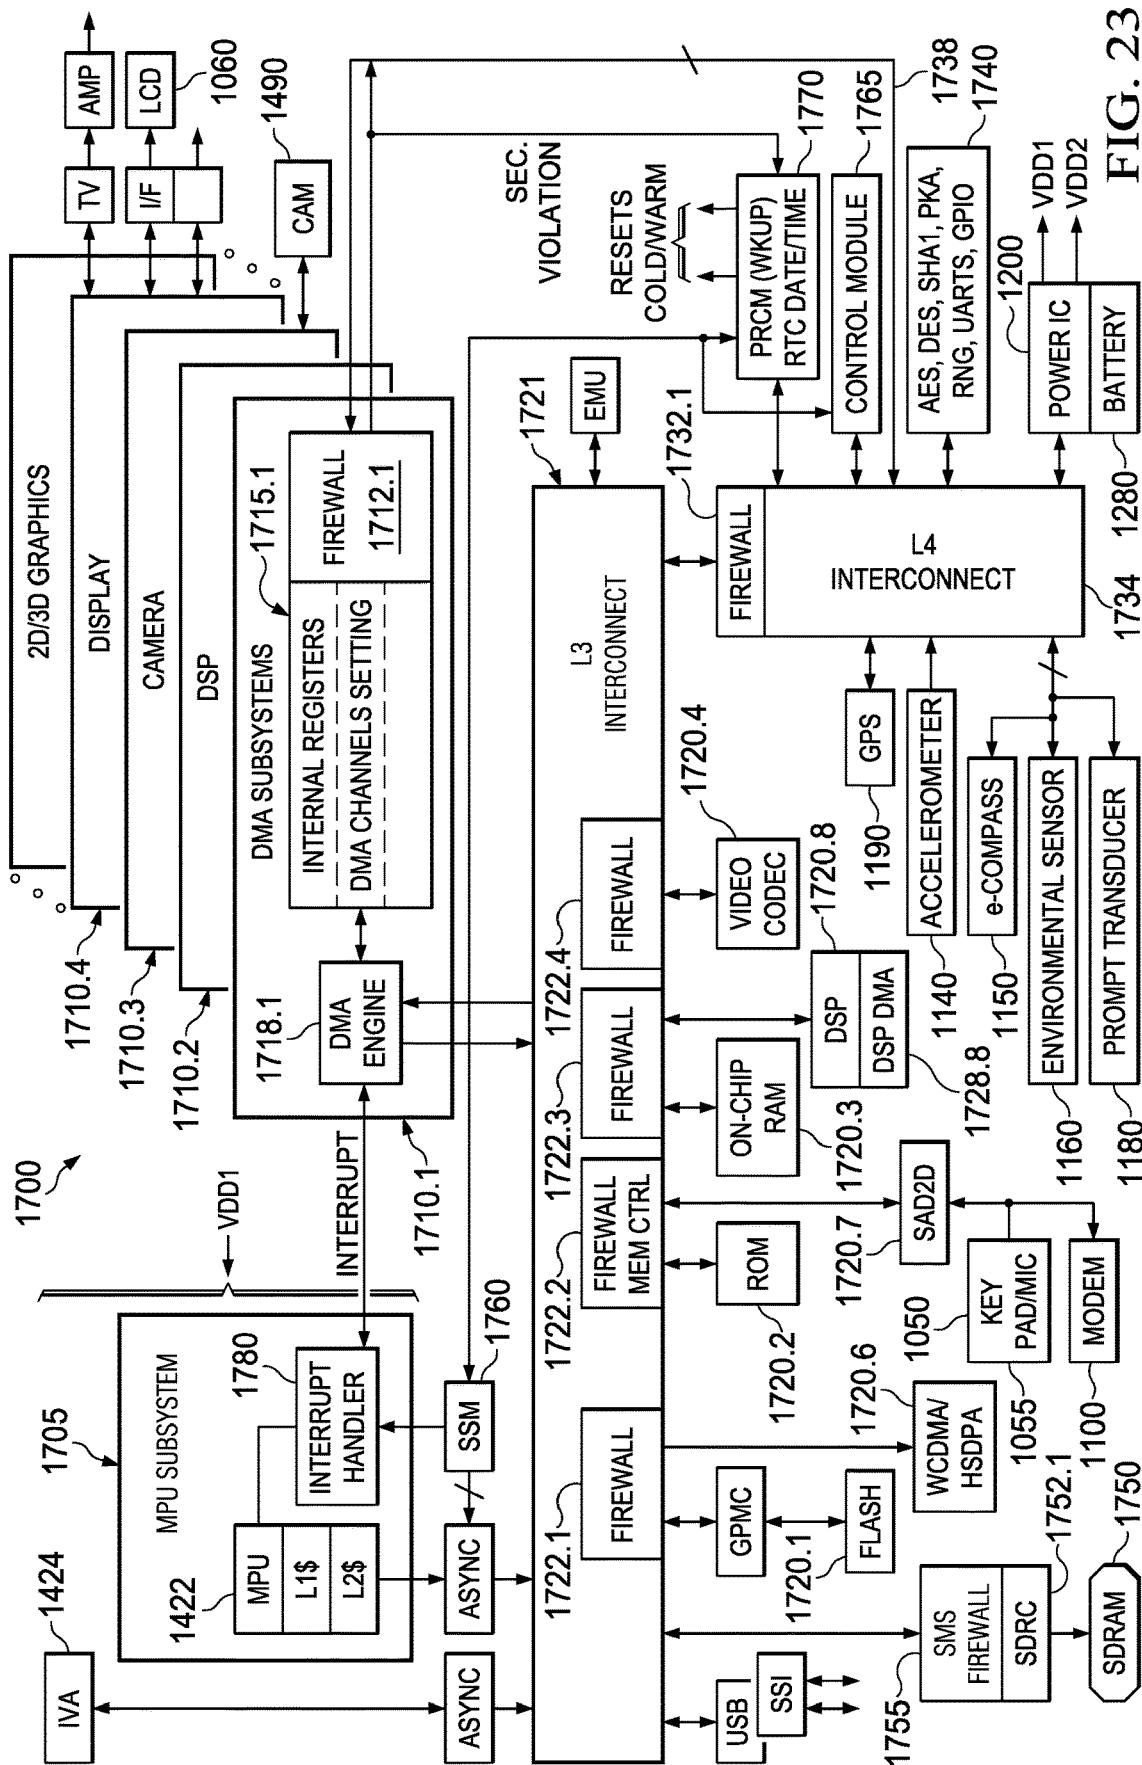 1700
1424
IVA
1705
MPU SUBSYSTEM
1422
MPU
L1$
L2$
1780
INTERRUPT
HANDLER
VDD1
INTERRUPT
ASYNC
ASYNC
SSM
1760
2D/3D GRAPHICS
DISPLAY
CAMERA
DSP
1710.4
1710.3
1710.2
1710.1
DMA SUBSYSTEMS
1718.1
DMA
ENGINE
INTERNAL REGISTERS
DMA CHANNELS SETTING
1715.1
FIREWALL
1712.1
TV
AMP
I/F
LCD
1060
CAM
1490
SEC.
VIOLATION
RESETS
COLD/WARM
EMU
1721
L3
INTERCONNECT
1722.1
FIREWALL
1722.2
FIREWALL
MEM CTRL
1722.3
FIREWALL
1722.4
FIREWALL
USB
SSI
GPMC
1720.1
FLASH
1755
SMS
FIREWALL
SDRC
1752.1
SDRAM
1750
WCDMA/
HSDPA
1720.6
ROM
1720.2
1720.7
SAD2D
1050
KEY
PAD/MIC
1055
MODEM
1100
ON-CHIP
RAM
1720.3
DSP
DSP DMA
1720.8
1728.8
VIDEO
CODEC
1720.4
1732.1
FIREWALL
L4
INTERCONNECT
1734
GPS
1190
ACCELEROMETER
1140
e-COMPASS
1150
ENVIRONMENTAL SENSOR
1160
PROMPT TRANSDUCER
1180
PRCM (WKUP)
RTC DATE/TIME
1770
CONTROL MODULE
1765
1738
AES, DES, SHA1, PKA,
RNG, UARTS, GPIO
1740
1200
POWER IC
BATTERY
1280
VDD1
VDD2
FIG. 23